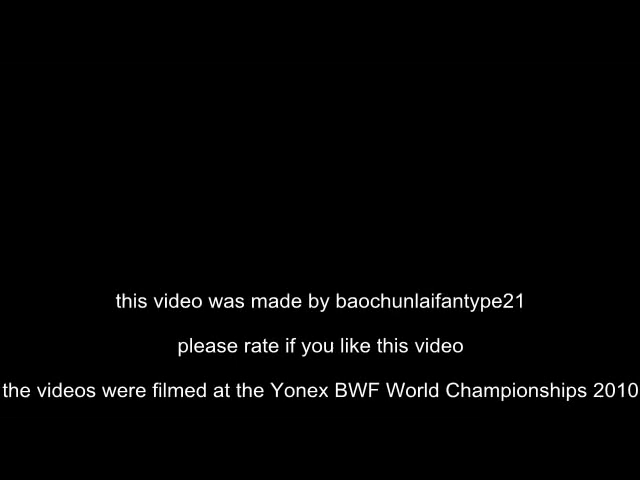 this video was made by baochunlaifantype21
please rate if you like this video
the videos were filmed at the Yonex BWF World Championships 2010